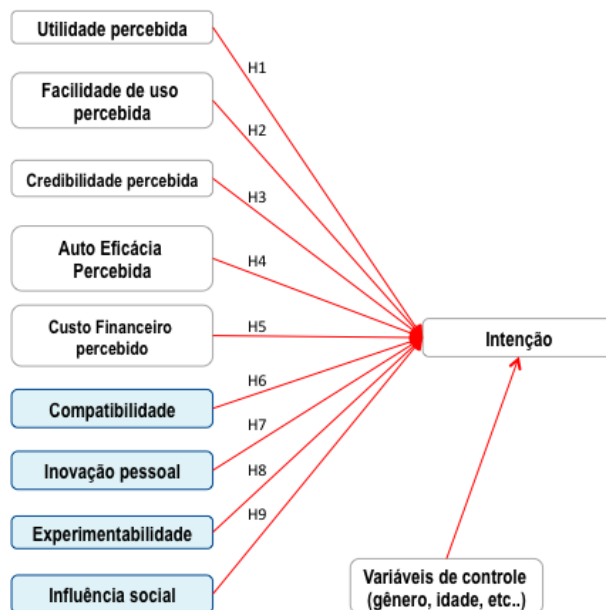 Utilidade percebida
H1
Facilidade de uso
percebida
H2
Credibilidade percebida
H3
Auto Eficácia
Percebida
H4
Custo Financeiro
percebido
H5
Intenção
Compatibilidade
H6
Inovação pessoal
H7
Experimentabilidade
H8
Influência social
H9
Variáveis de controle
(gênero, idade, etc..)